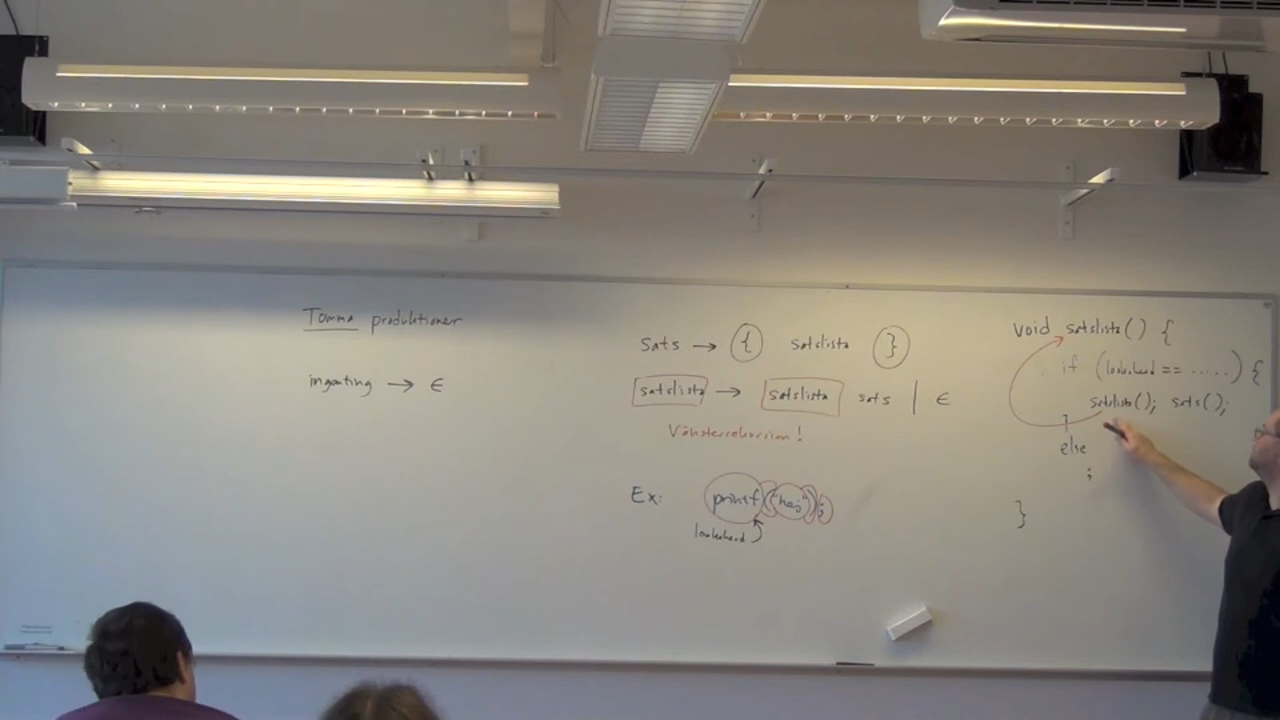 Tomma produktioner
ingenting → ϵ
sats → { satslista }
satslista → satslista sats | ϵ
Vänsterrekursion!
Ex: printf("hej");
lookahead
void satslista() {
if (lookahead == .....) {
satslista(); sats();
}
else
;
}